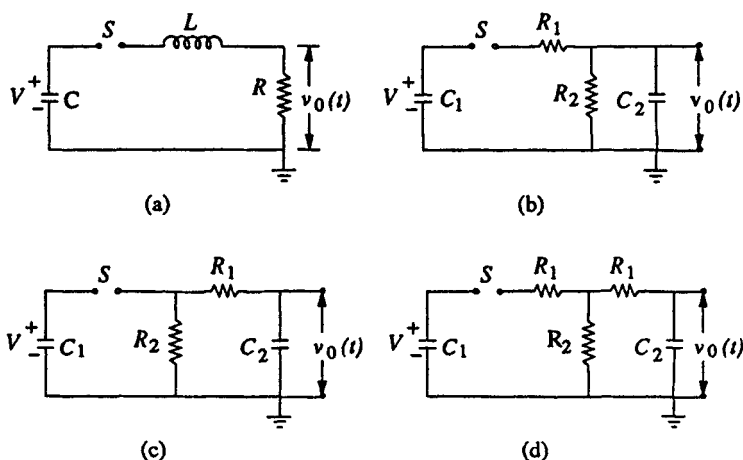 S L
V + − C R v₀(t)
(a)
S R₁
V + − C₁ R₂ C₂ v₀(t)
(b)
S R₁
V + − C₁ R₂ C₂ v₀(t)
(c)
S R₁ R₁
V + − C₁ R₂ C₂ v₀(t)
(d)